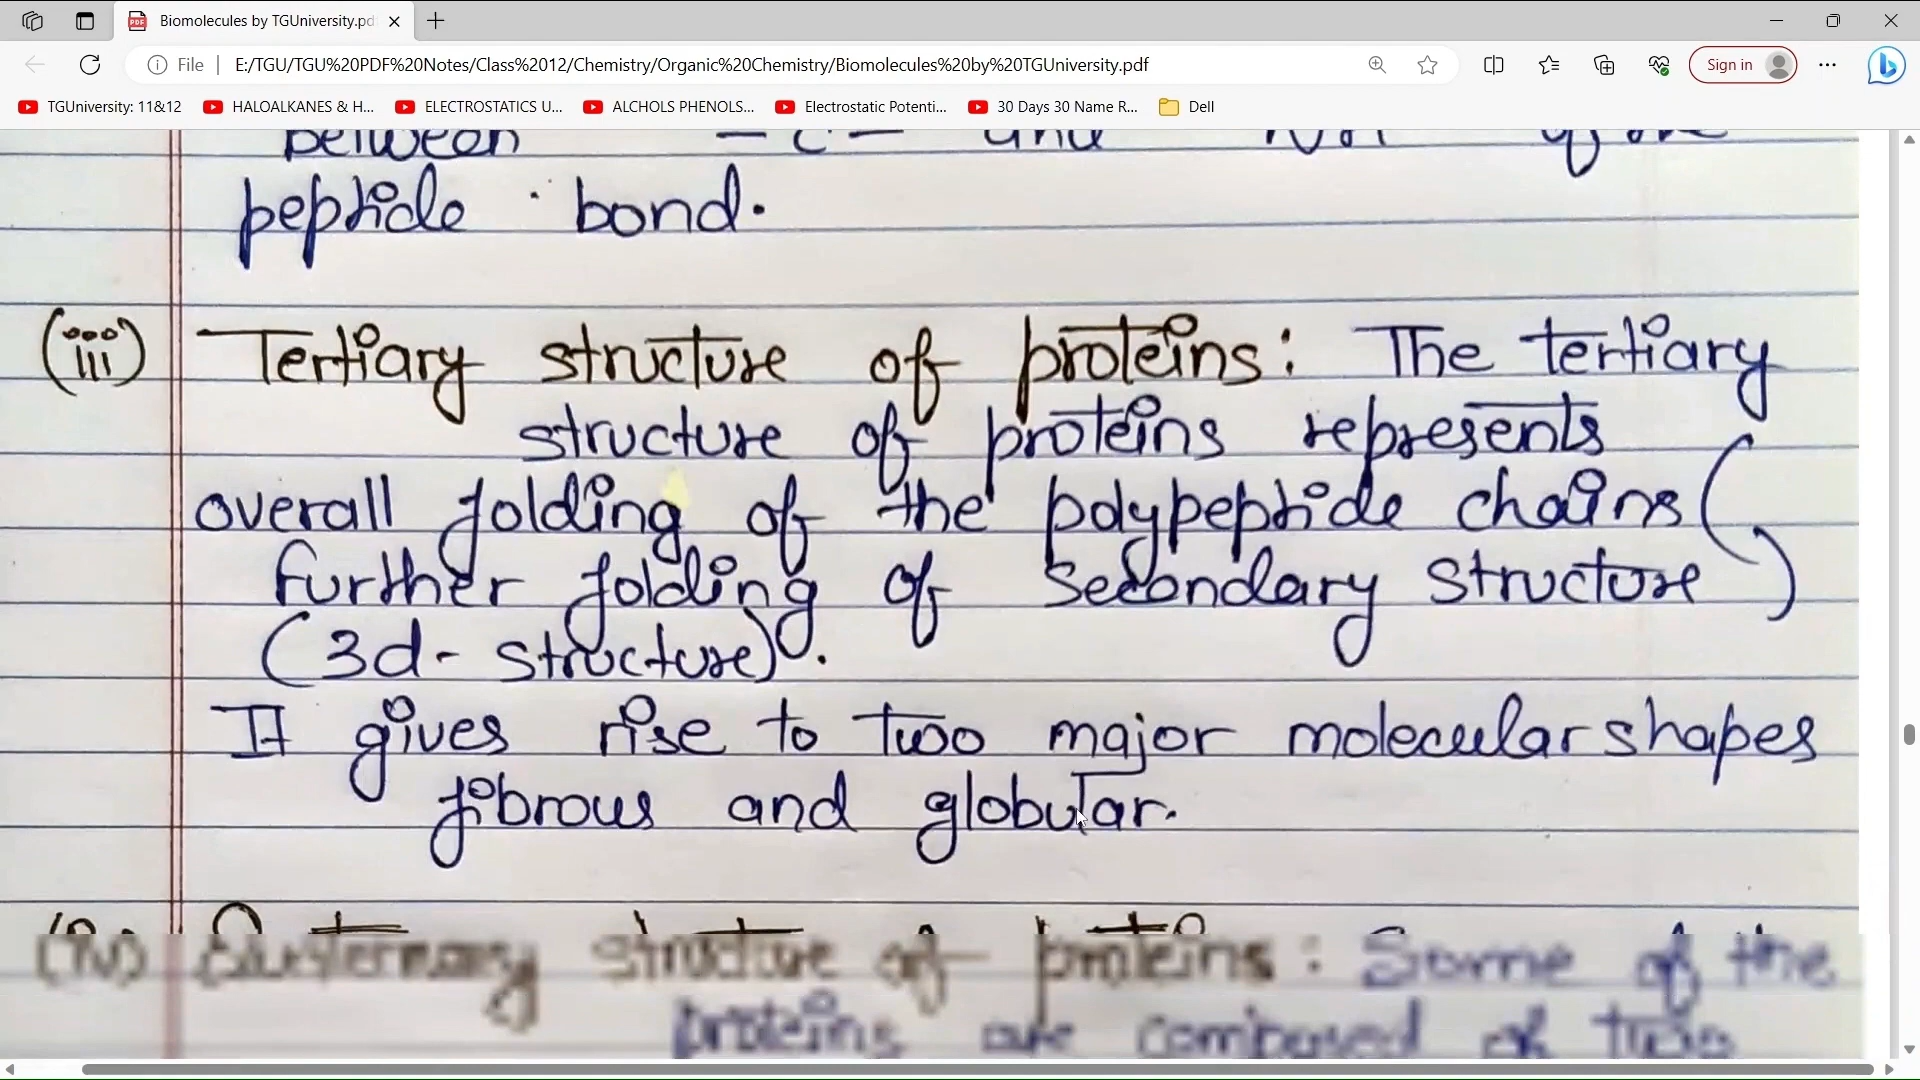 Biomolecules by TGUniversity.pd
File
E:/TGU/TGU%20PDF%20Notes/Class%2012/Chemistry/Organic%20Chemistry/Biomolecules%20by%20TGUniversity.pdf
Sign in
TGUniversity: 11&12
HALOALKANES & H...
ELECTROSTATICS U...
ALCHOLS PHENOLS...
Electrostatic Potenti...
30 Days 30 Name R...
Dell
between - C - and
peptide bond.
(iii) Tertiary structure of proteins: The tertiary
structure of proteins represents
overall folding of the polypeptide chains (
further folding of secondary structure )
(3d- structure).
It gives rise to two major molecular shapes
fibrous and globular.
(iv) Quaternary structure of proteins: Some of the
proteins are composed of two